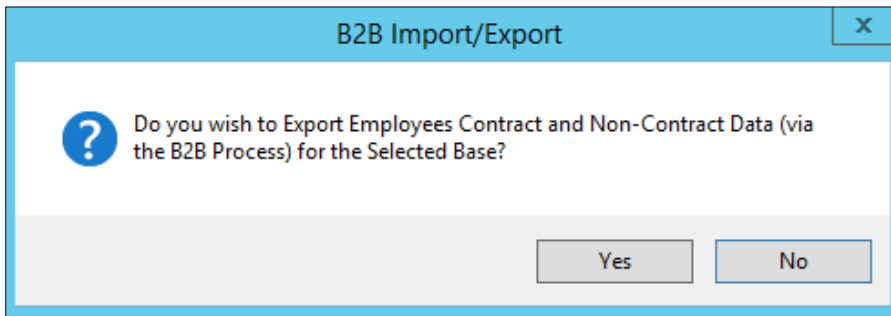 B2B Import/Export
x
?
Do you wish to Export Employees Contract and Non-Contract Data (via
the B2B Process) for the Selected Base?
Yes
No